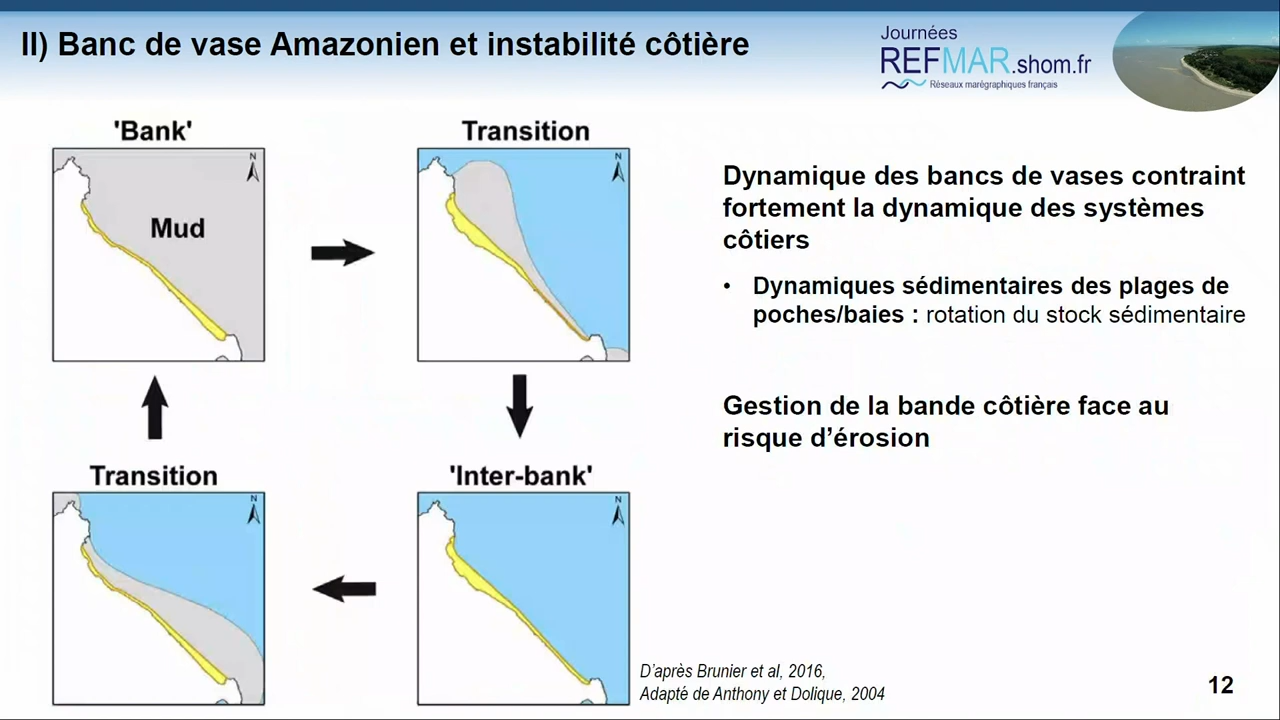 II) Banc de vase Amazonien et instabilité côtière
Journées
REFMAR.shom.fr
Réseaux marégraphiques français
'Bank'
N
Mud
Transition
N
Transition
N
'Inter-bank'
N
Dynamique des bancs de vases contraint
fortement la dynamique des systèmes
côtiers
• Dynamiques sédimentaires des plages de
poches/baies : rotation du stock sédimentaire
Gestion de la bande côtière face au
risque d’érosion
D’après Brunier et al, 2016,
Adapté de Anthony et Dolique, 2004
12